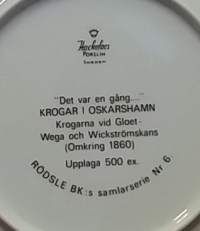 Hackefors
PORSLIN
SWEDEN
"Det var en gång...."
KROGAR I OSKARSHAMN
Krogarna vid Gloet-
Wega och Wickströmskans
(Omkring 1860)
Upplaga 500 ex.
RÖDSLE BK:s samlarserie Nr 6